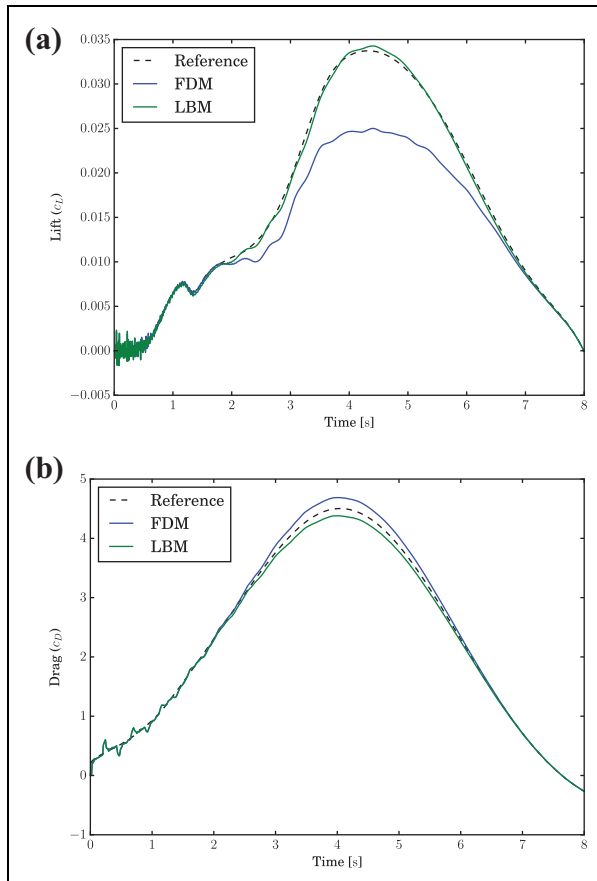 (a)
0.035
0.030
0.025
0.020
0.015
0.010
0.005
0.000
−0.005
Lift (c_L)
Reference
FDM
LBM
0 1 2 3 4 5 6 7 8
Time [s]
(b)
5
4
3
2
1
0
−1
Drag (c_D)
Reference
FDM
LBM
0 1 2 3 4 5 6 7 8
Time [s]